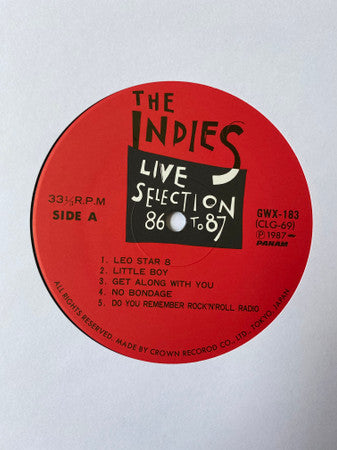 THE
INDIES
LIVE
SELECTION
86 TO 87
33⅓R.P.M
SIDE A
GWX-183
(CLG-69)
Ⓟ1987
PANAM
1. LEO STAR 8
2. LITTLE BOY
3. GET ALONG WITH YOU
4. NO BONDAGE
5. DO YOU REMEMBER ROCK'N'ROLL RADIO
ALL RIGHTS RESERVED. MADE BY CROWN RECOROD CO., LTD., TOKYO, JAPAN.